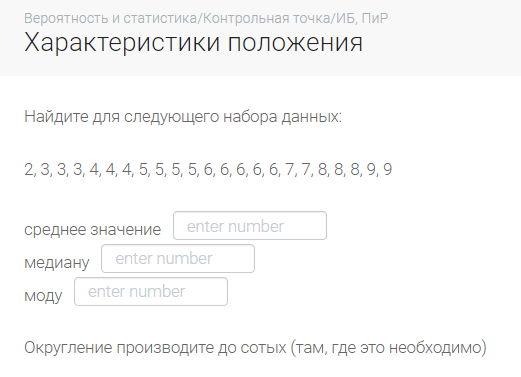 Вероятность и статистика/Контрольная точка/ИБ, ПиР
Характеристики положения
Найдите для следующего набора данных:
2, 3, 3, 3, 4, 4, 4, 5, 5, 5, 5, 6, 6, 6, 6, 6, 7, 7, 8, 8, 8, 9, 9
среднее значение enter number
медиану enter number
моду enter number
Округление производите до сотых (там, где это необходимо)